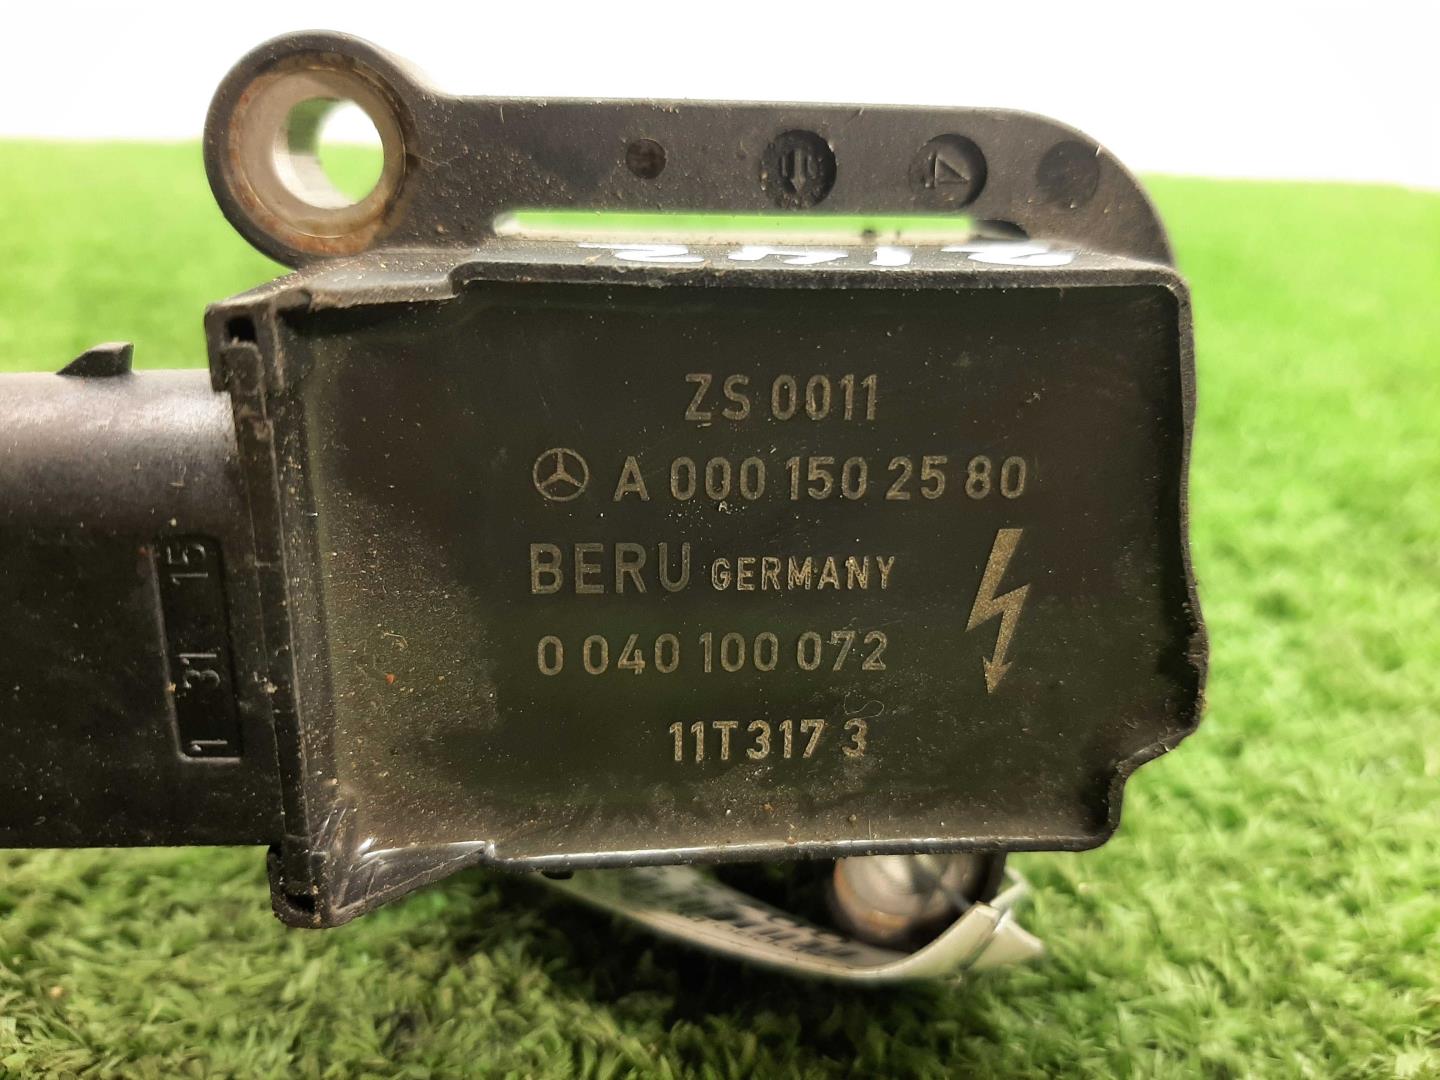 ZS 0011
A 000 150 25 80
BERU GERMANY
0 040 100 072
11T317 3
1 31 15